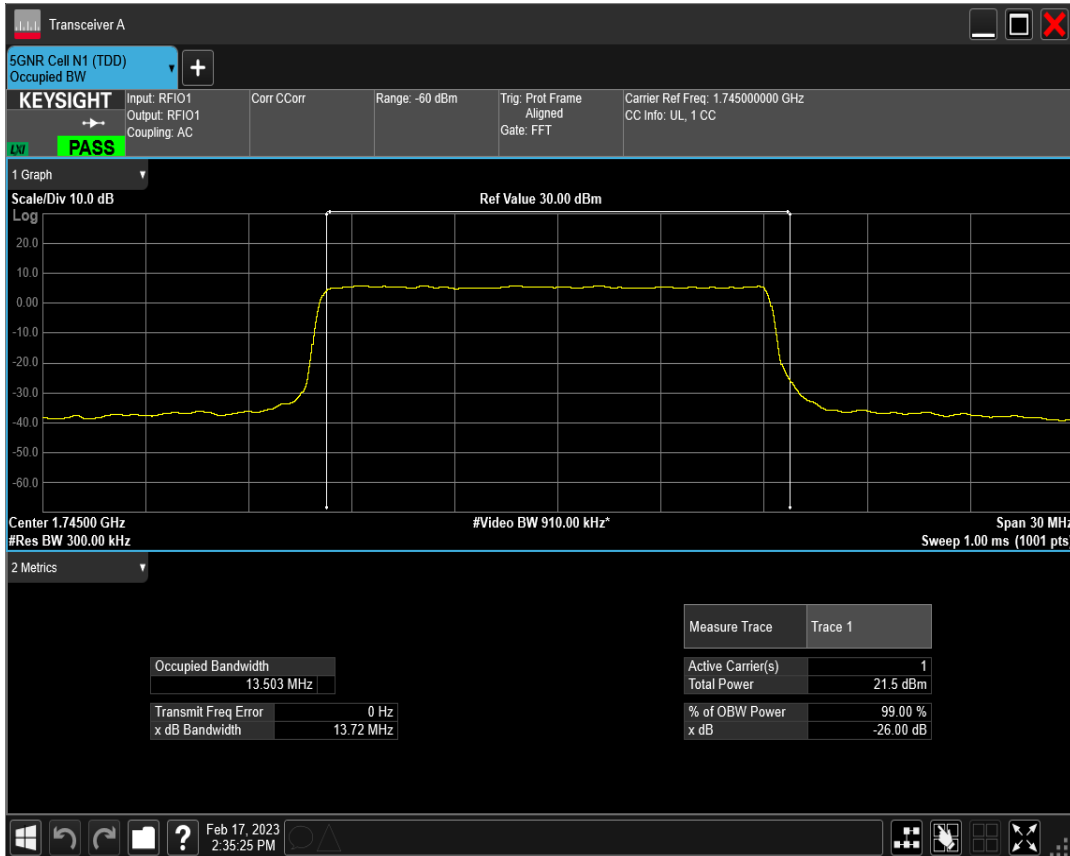 Transceiver A
5GNR Cell N1 (TDD)
Occupied BW
+
KEYSIGHT
LXI
PASS
Input: RFIO1
Output: RFIO1
Coupling: AC
Corr CCorr
Range: -60 dBm
Trig: Prot Frame
Aligned
Gate: FFT
Carrier Ref Freq: 1.745000000 GHz
CC Info: UL, 1 CC
1 Graph
Scale/Div 10.0 dB
Ref Value 30.00 dBm
Log
20.0
10.0
0.00
-10.0
-20.0
-30.0
-40.0
-50.0
-60.0
Center 1.74500 GHz
#Video BW 910.00 kHz*
Span 30 MHz
#Res BW 300.00 kHz
Sweep 1.00 ms (1001 pts)
2 Metrics
Measure Trace Trace 1
Occupied Bandwidth
13.503 MHz
Active Carrier(s) 1
Total Power 21.5 dBm
Transmit Freq Error 0 Hz
x dB Bandwidth 13.72 MHz
% of OBW Power 99.00 %
x dB -26.00 dB
?
Feb 17, 2023
2:35:25 PM